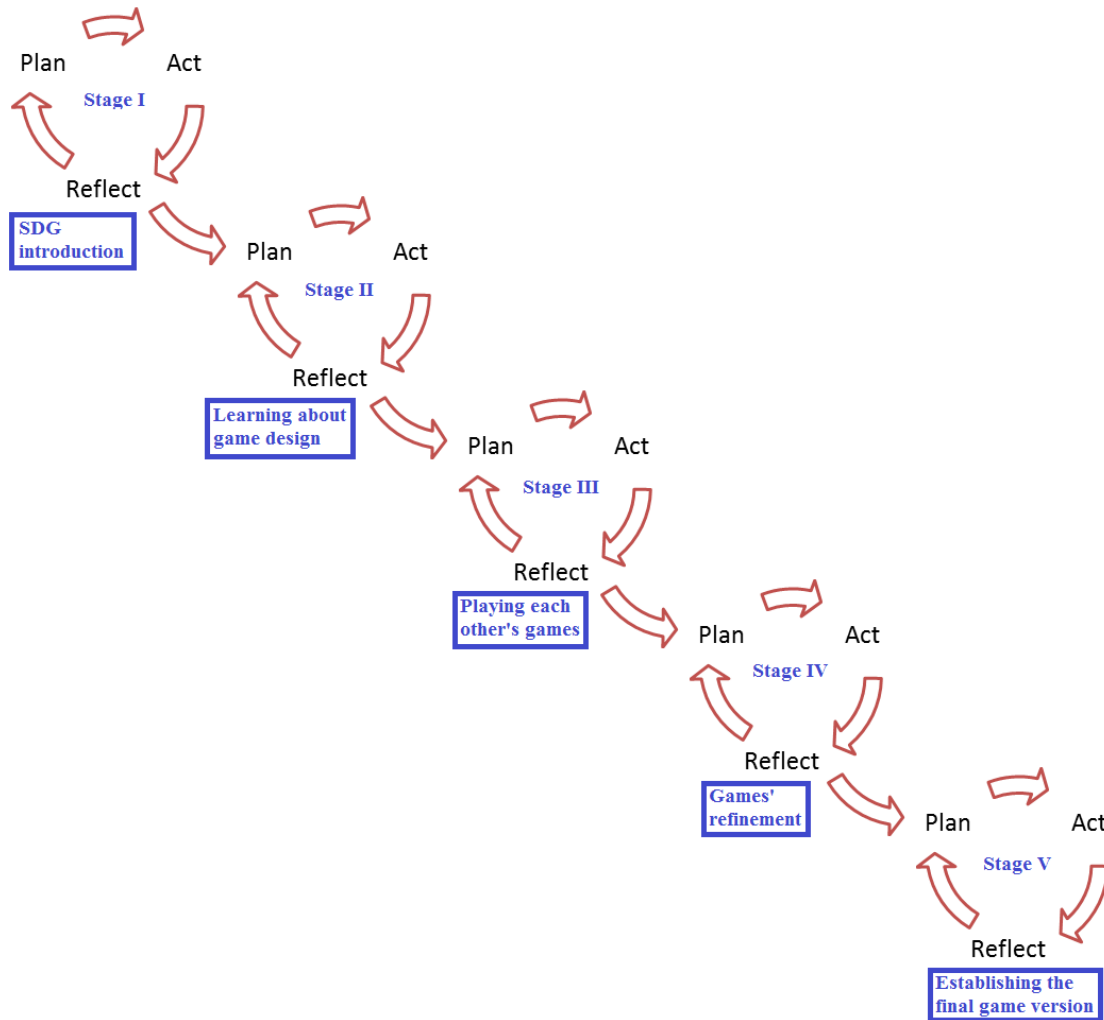 Plan
Act
Stage I
Reflect
SDG
introduction
Plan
Act
Stage II
Reflect
Learning about
game design
Plan
Act
Stage III
Reflect
Playing each
other's games
Plan
Act
Stage IV
Reflect
Games'
refinement
Plan
Act
Stage V
Reflect
Establishing the
final game version